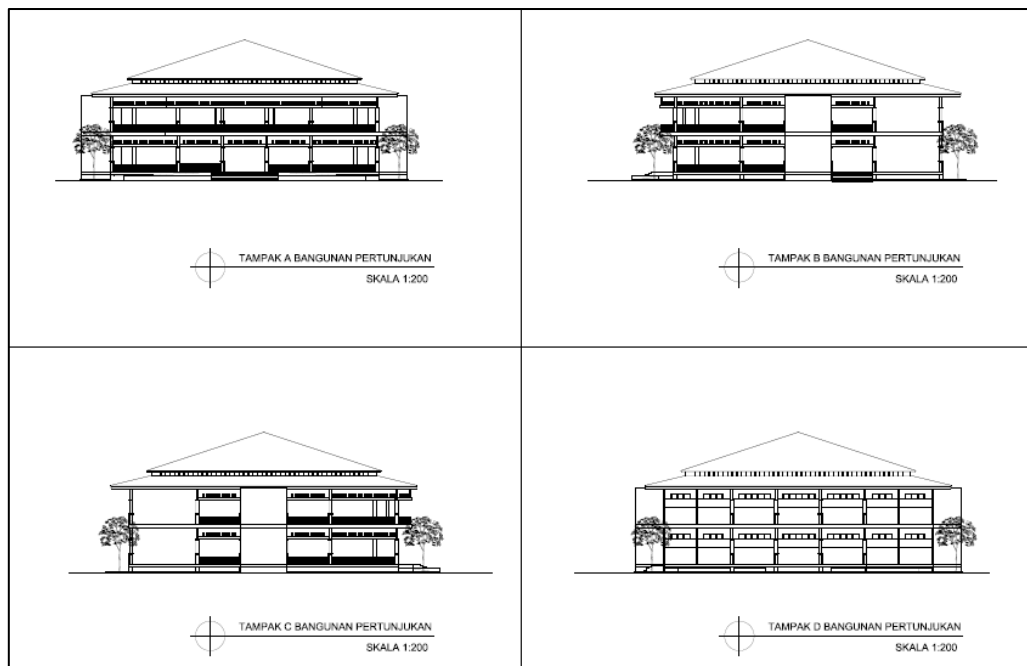 TAMPAK A BANGUNAN PERTUNJUKAN
SKALA 1:200
TAMPAK B BANGUNAN PERTUNJUKAN
SKALA 1:200
TAMPAK C BANGUNAN PERTUNJUKAN
SKALA 1:200
TAMPAK D BANGUNAN PERTUNJUKAN
SKALA 1:200